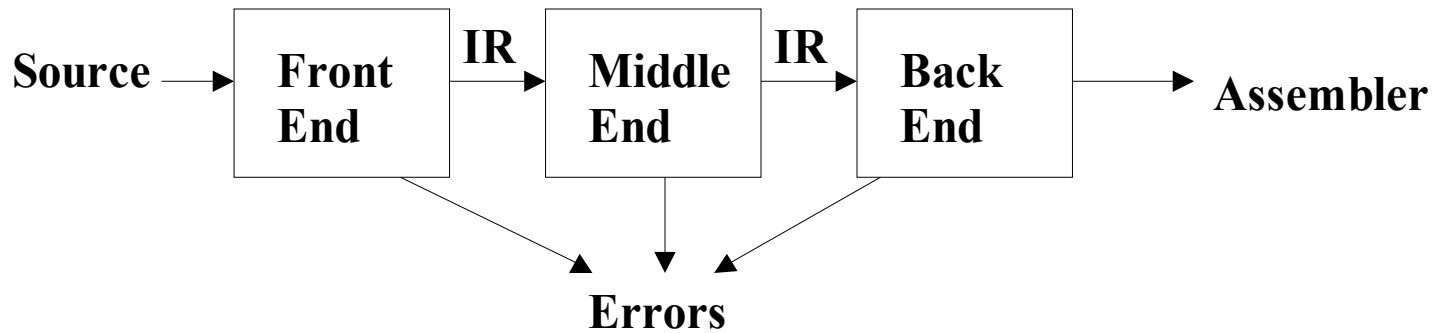 Source
Front
End
IR
Middle
End
IR
Back
End
Assembler
Errors